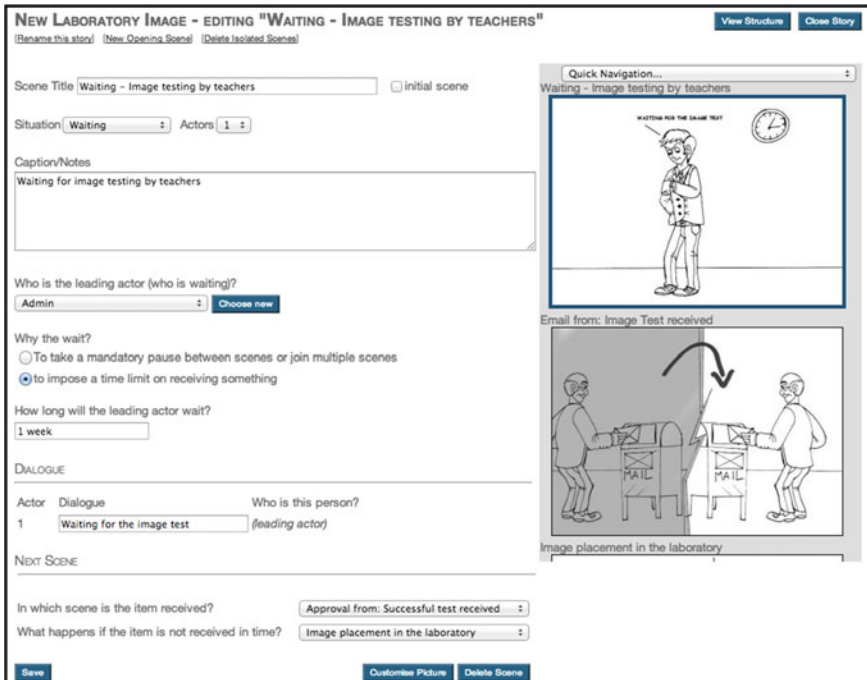 NEW LABORATORY IMAGE - EDITING "WAITING - IMAGE TESTING BY TEACHERS"
View Structure Close Story
[Rename this story] [New Opening Scene] [Delete Isolated Scenes]
Scene Title Waiting - Image testing by teachers initial scene
Situation Waiting Actors 1
Caption/Notes
Waiting for image testing by teachers
Who is the leading actor (who is waiting)?
Admin Choose new
Why the wait?
To take a mandatory pause between scenes or join multiple scenes
to impose a time limit on receiving something
How long will the leading actor wait?
1 week
DIALOGUE
Actor Dialogue Who is this person?
1 Waiting for the image test (leading actor)
NEXT SCENE
In which scene is the item received? Approval from: Successful test received
What happens if the item is not received in time? Image placement in the laboratory
Save Customise Picture Delete Scene
Quick Navigation...
Waiting - Image testing by teachers
WAITING FOR THE IMAGE TEST
Email from: Image Test received
MAIL MAIL
Image placement in the laboratory